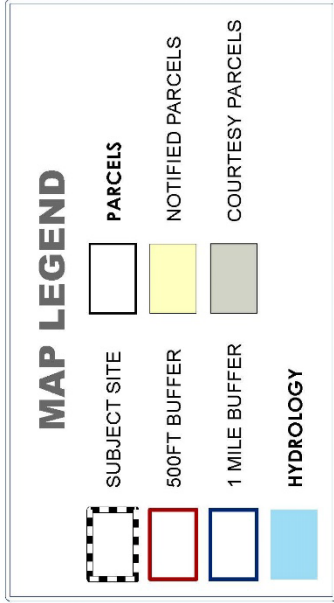 MAP LEGEND
SUBJECT SITE
500FT BUFFER
1 MILE BUFFER
HYDROLOGY
PARCELS
NOTIFIED PARCELS
COURTESY PARCELS